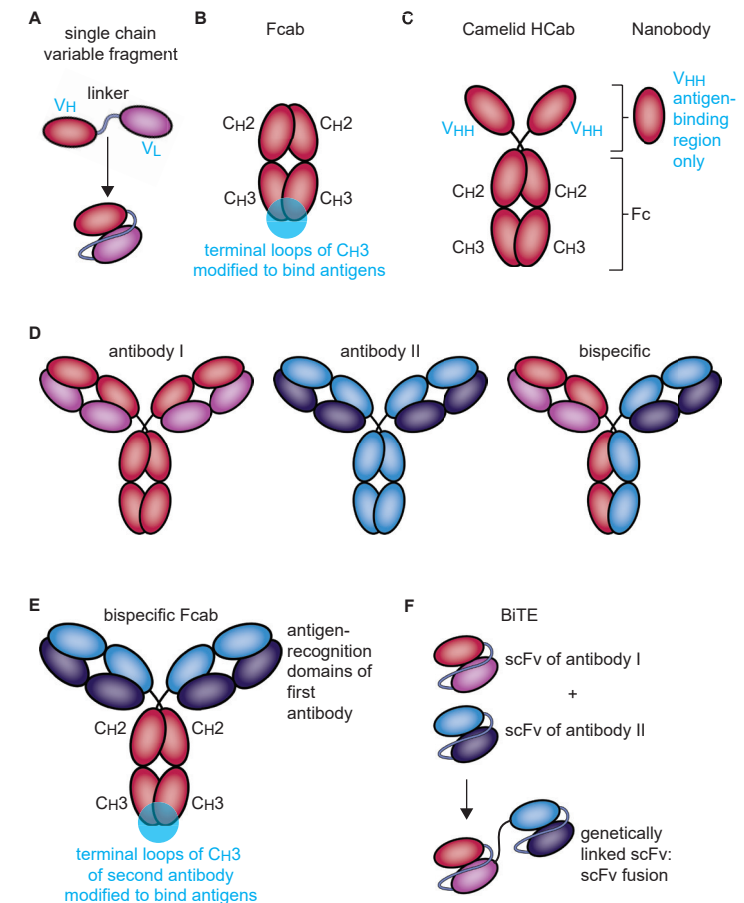 A
single chain
variable fragment
linker
VH
VL
B
Fcab
CH2
CH2
CH3
CH3
terminal loops of CH3
modified to bind antigens
C
Camelid HCab
Nanobody
VHH
VHH
VHH
antigen-
binding
region
only
CH2
CH2
Fc
CH3
CH3
D
antibody I
antibody II
bispecific
E
bispecific Fcab
antigen-
recognition
domains of
first
antibody
CH2
CH2
CH3
CH3
terminal loops of CH3
of second antibody
modified to bind antigens
F
BiTE
scFv of antibody I
+
scFv of antibody II
genetically
linked scFv:
scFv fusion